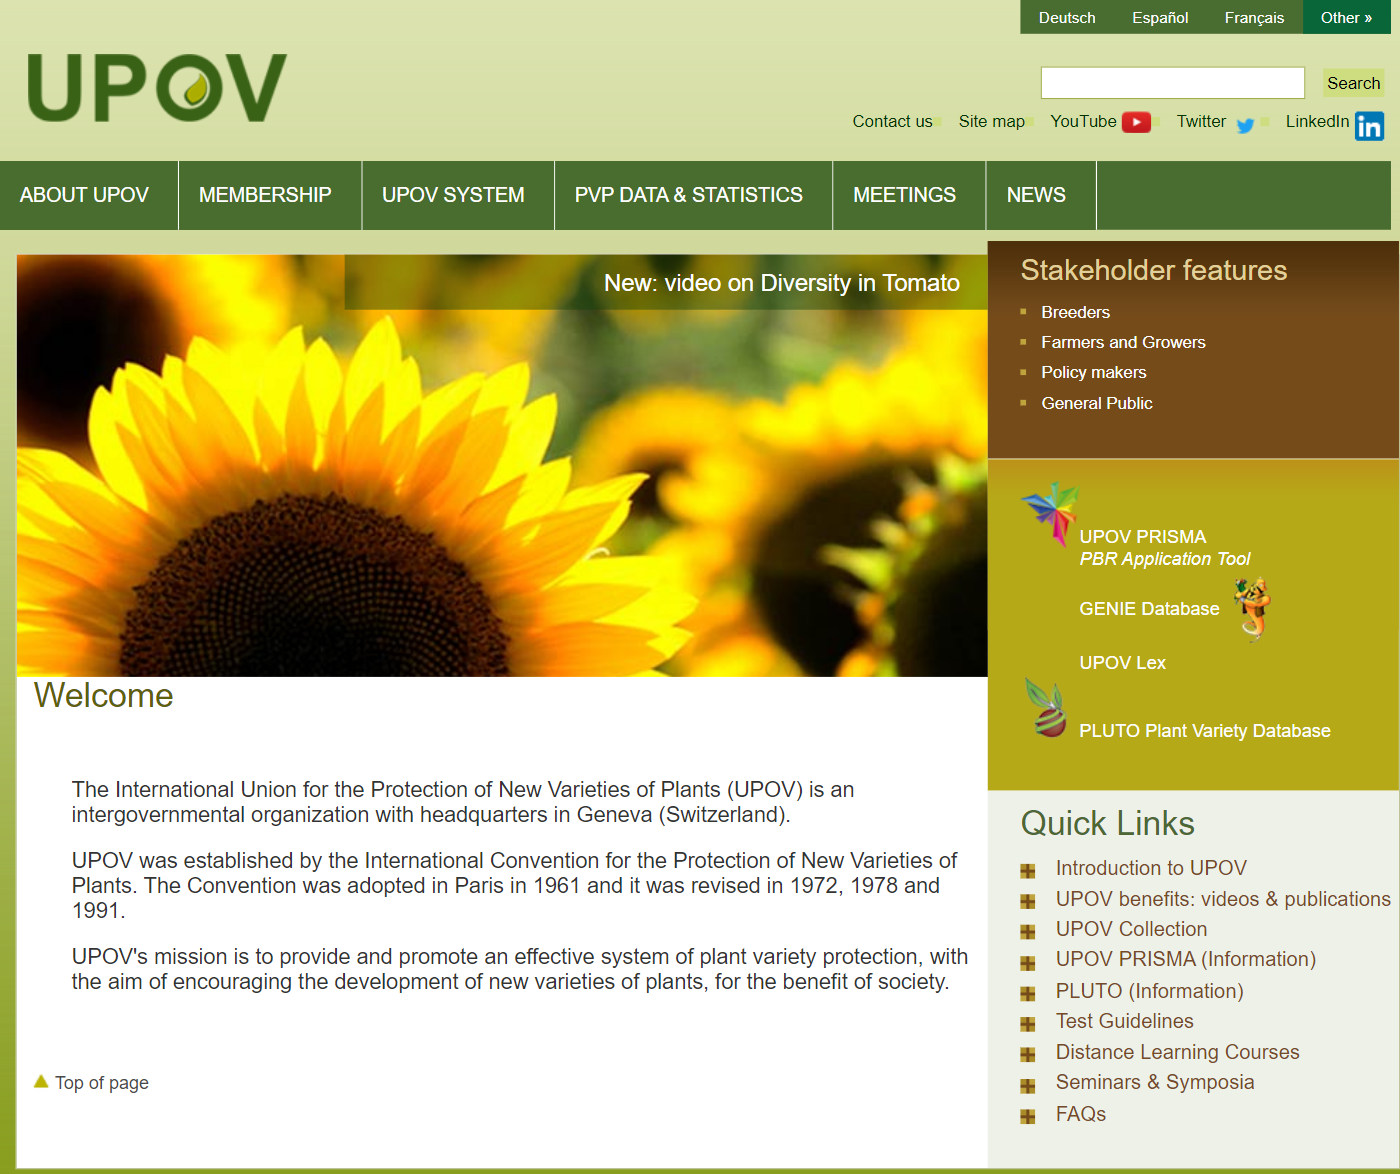 Deutsch Español Français Other »
UPOV
Search
Contact us Site map YouTube Twitter LinkedIn
in
ABOUT UPOV MEMBERSHIP UPOV SYSTEM PVP DATA & STATISTICS MEETINGS NEWS
New: video on Diversity in Tomato
Welcome
The International Union for the Protection of New Varieties of Plants (UPOV) is an
intergovernmental organization with headquarters in Geneva (Switzerland).
UPOV was established by the International Convention for the Protection of New Varieties of
Plants. The Convention was adopted in Paris in 1961 and it was revised in 1972, 1978 and
1991.
UPOV's mission is to provide and promote an effective system of plant variety protection, with
the aim of encouraging the development of new varieties of plants, for the benefit of society.
Top of page
Stakeholder features
Breeders
Farmers and Growers
Policy makers
General Public
UPOV PRISMA
PBR Application Tool
GENIE Database
UPOV Lex
PLUTO Plant Variety Database
Quick Links
Introduction to UPOV
UPOV benefits: videos & publications
UPOV Collection
UPOV PRISMA (Information)
PLUTO (Information)
Test Guidelines
Distance Learning Courses
Seminars & Symposia
FAQs